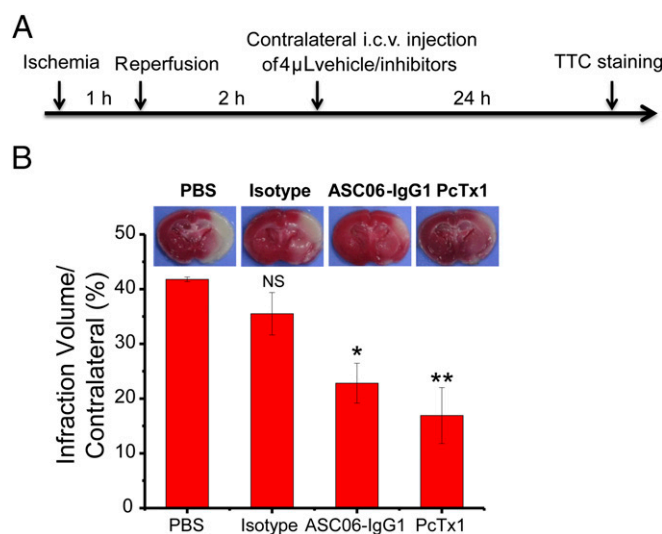 A
Ischemia
Reperfusion
Contralateral i.c.v. injection
of4µLvehicle/inhibitors
TTC staining
1 h
2 h
24 h
B
PBS Isotype ASC06-IgG1 PcTx1
Infraction Volume/
Contralateral (%)
50
40
30
20
10
0
NS
*
**
PBS Isotype ASC06-IgG1 PcTx1